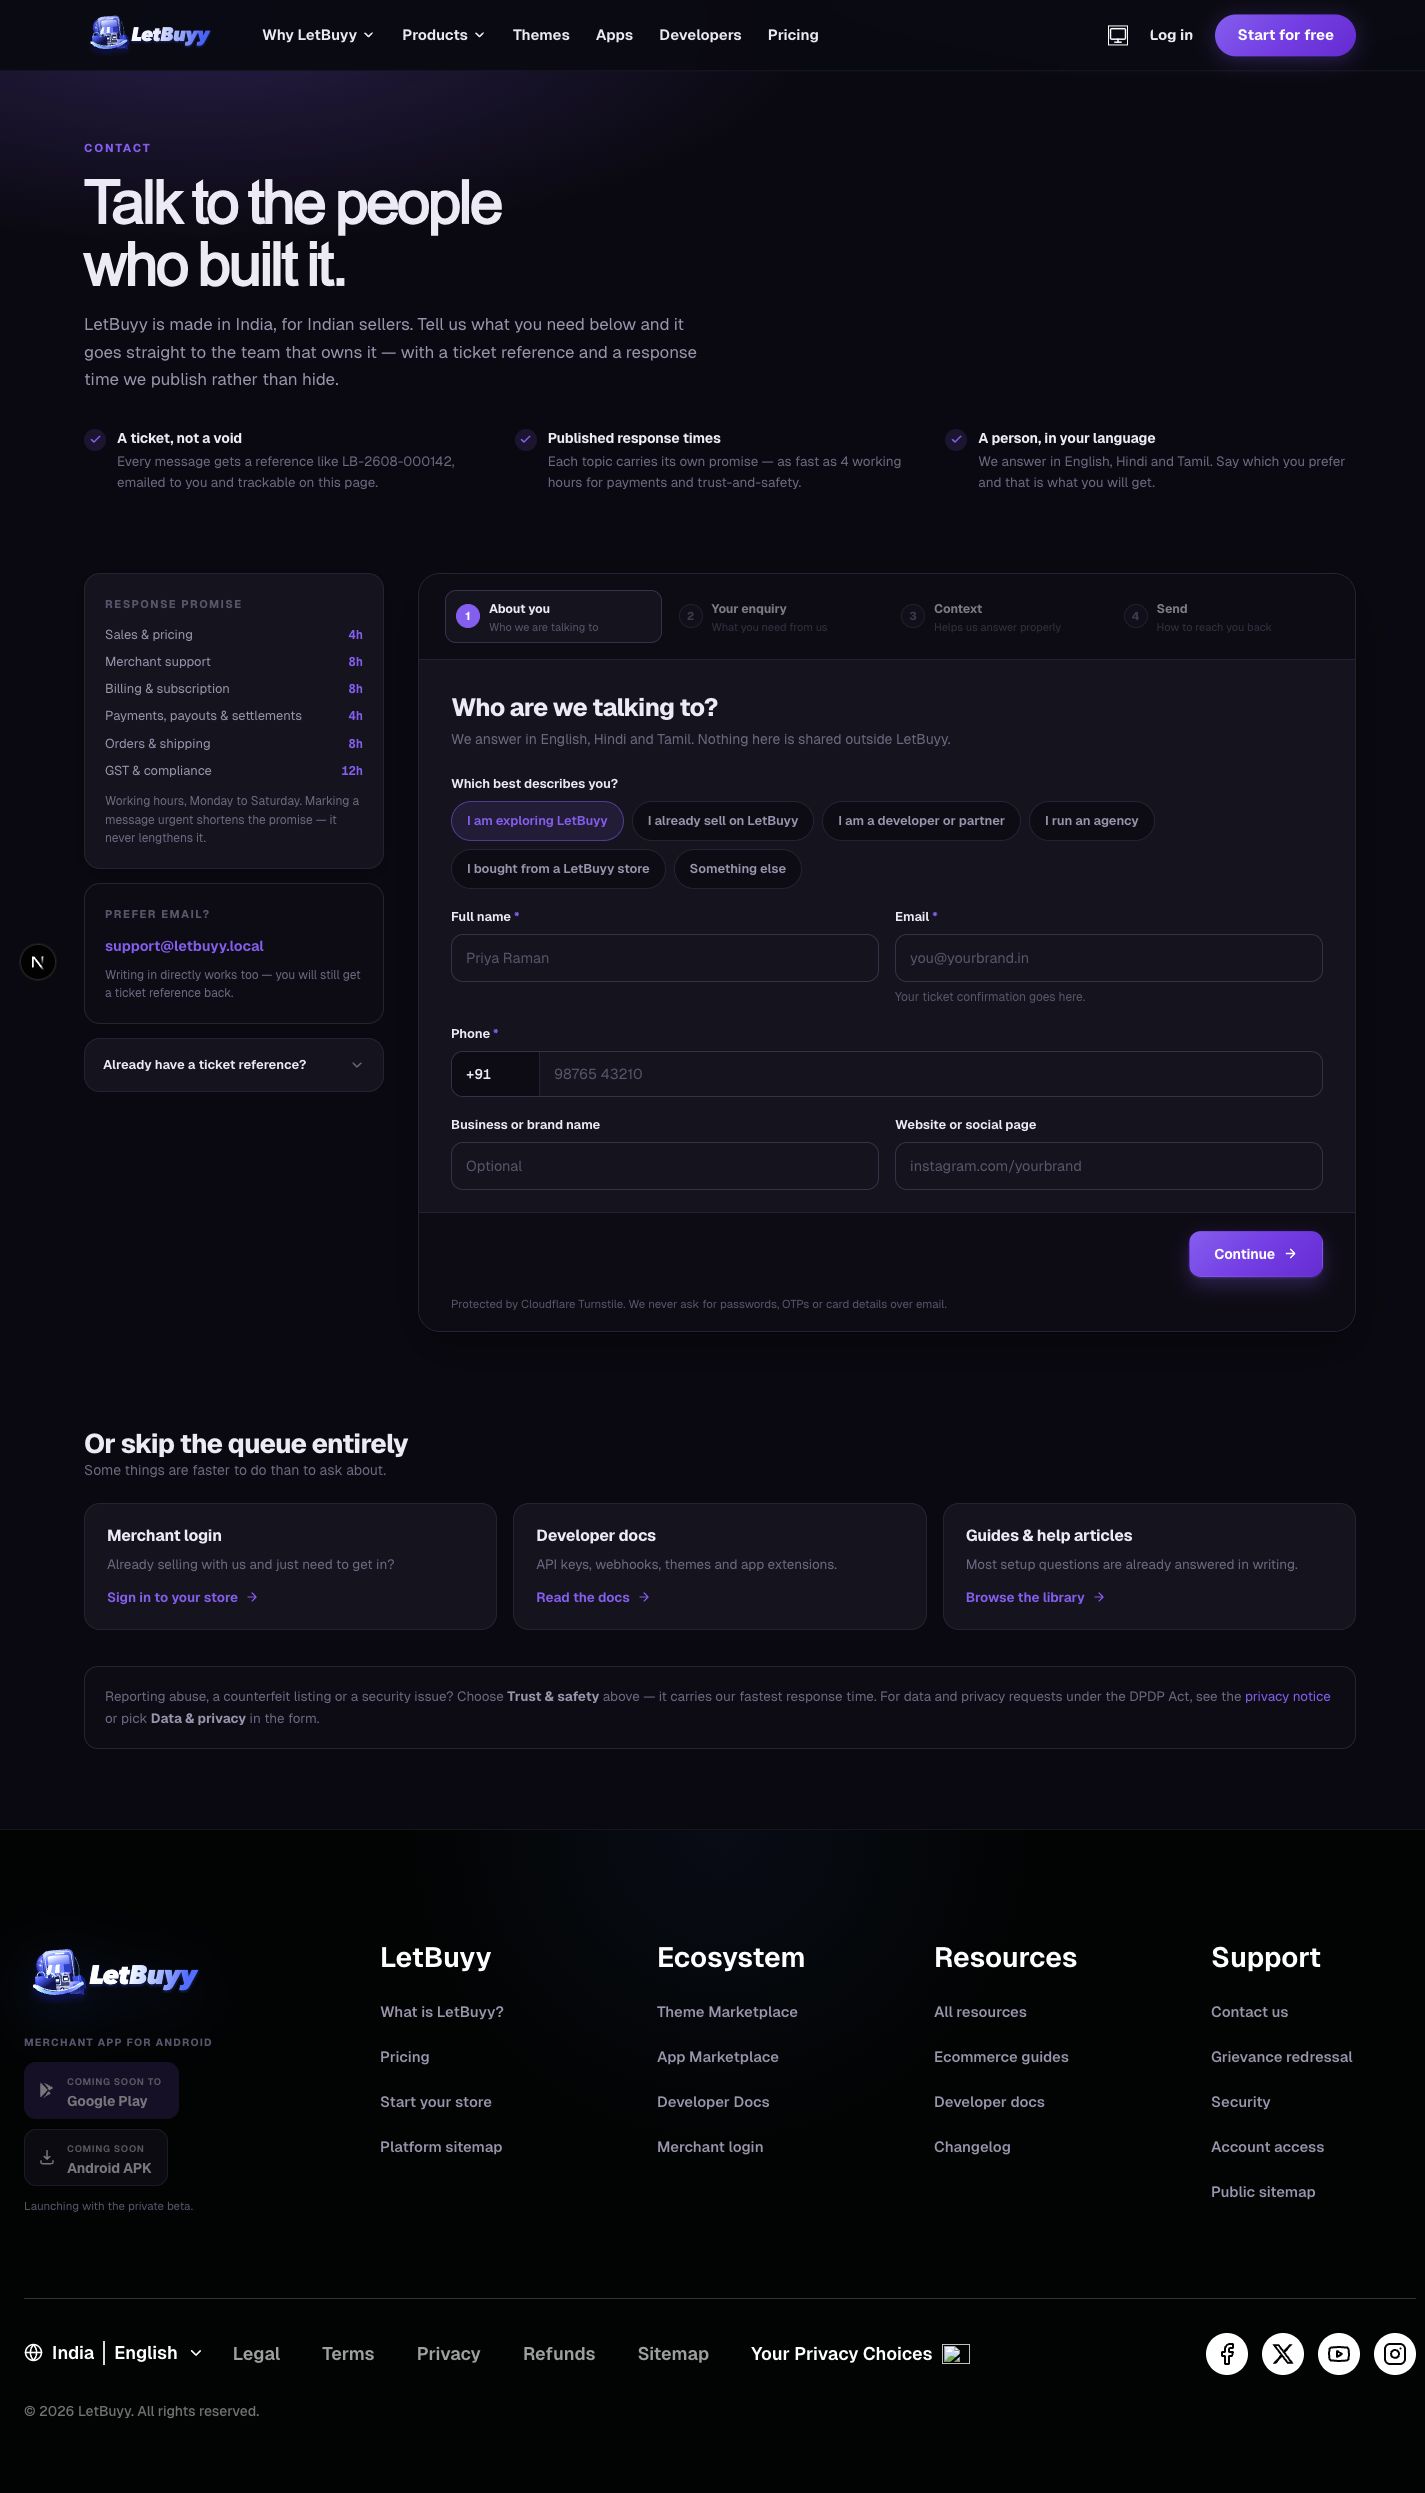 LetBuyy
Why LetBuyy
Products
Themes
Apps
Developers
Pricing
Log in
Start for free
CONTACT
Talk to the people
who built it.
LetBuyy is made in India, for Indian sellers. Tell us what you need below and it
goes straight to the team that owns it — with a ticket reference and a response
time we publish rather than hide.
A ticket, not a void
Every message gets a reference like LB-2608-000142,
emailed to you and trackable on this page.
Published response times
Each topic carries its own promise — as fast as 4 working
hours for payments and trust-and-safety.
A person, in your language
We answer in English, Hindi and Tamil. Say which you prefer
and that is what you will get.
RESPONSE PROMISE
Sales & pricing 4h
Merchant support 8h
Billing & subscription 8h
Payments, payouts & settlements 4h
Orders & shipping 8h
GST & compliance 12h
Working hours, Monday to Saturday. Marking a
message urgent shortens the promise — it
never lengthens it.
PREFER EMAIL?
support@letbuyy.local
Writing in directly works too — you will still get
a ticket reference back.
Already have a ticket reference?
N
1 About you
Who we are talking to
2 Your enquiry
What you need from us
3 Context
Helps us answer properly
4 Send
How to reach you back
Who are we talking to?
We answer in English, Hindi and Tamil. Nothing here is shared outside LetBuyy.
Which best describes you?
I am exploring LetBuyy
I already sell on LetBuyy
I am a developer or partner
I run an agency
I bought from a LetBuyy store
Something else
Full name *
Priya Raman
Email *
you@yourbrand.in
Your ticket confirmation goes here.
Phone *
+91
98765 43210
Business or brand name
Optional
Website or social page
instagram.com/yourbrand
Continue
Protected by Cloudflare Turnstile. We never ask for passwords, OTPs or card details over email.
Or skip the queue entirely
Some things are faster to do than to ask about.
Merchant login
Already selling with us and just need to get in?
Sign in to your store
Developer docs
API keys, webhooks, themes and app extensions.
Read the docs
Guides & help articles
Most setup questions are already answered in writing.
Browse the library
Reporting abuse, a counterfeit listing or a security issue? Choose Trust & safety above — it carries our fastest response time. For data and privacy requests under the DPDP Act, see the privacy notice
or pick Data & privacy in the form.
LetBuyy
MERCHANT APP FOR ANDROID
COMING SOON TO
Google Play
COMING SOON
Android APK
Launching with the private beta.
LetBuyy
What is LetBuyy?
Pricing
Start your store
Platform sitemap
Ecosystem
Theme Marketplace
App Marketplace
Developer Docs
Merchant login
Resources
All resources
Ecommerce guides
Developer docs
Changelog
Support
Contact us
Grievance redressal
Security
Account access
Public sitemap
India
English
Legal
Terms
Privacy
Refunds
Sitemap
Your Privacy Choices
© 2026 LetBuyy. All rights reserved.